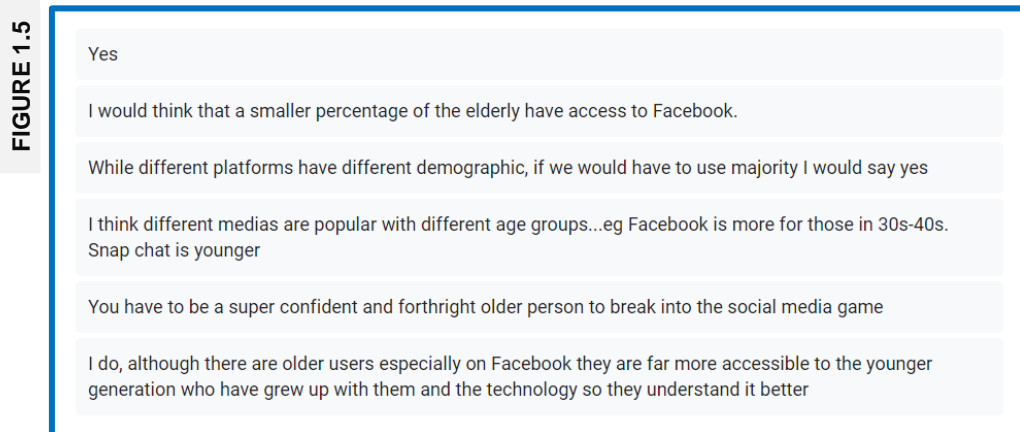 FIGURE 1.5
Yes
I would think that a smaller percentage of the elderly have access to Facebook.
While different platforms have different demographic, if we would have to use majority I would say yes
I think different medias are popular with different age groups...eg Facebook is more for those in 30s-40s.
Snap chat is younger
You have to be a super confident and forthright older person to break into the social media game
I do, although there are older users especially on Facebook they are far more accessible to the younger
generation who have grew up with them and the technology so they understand it better